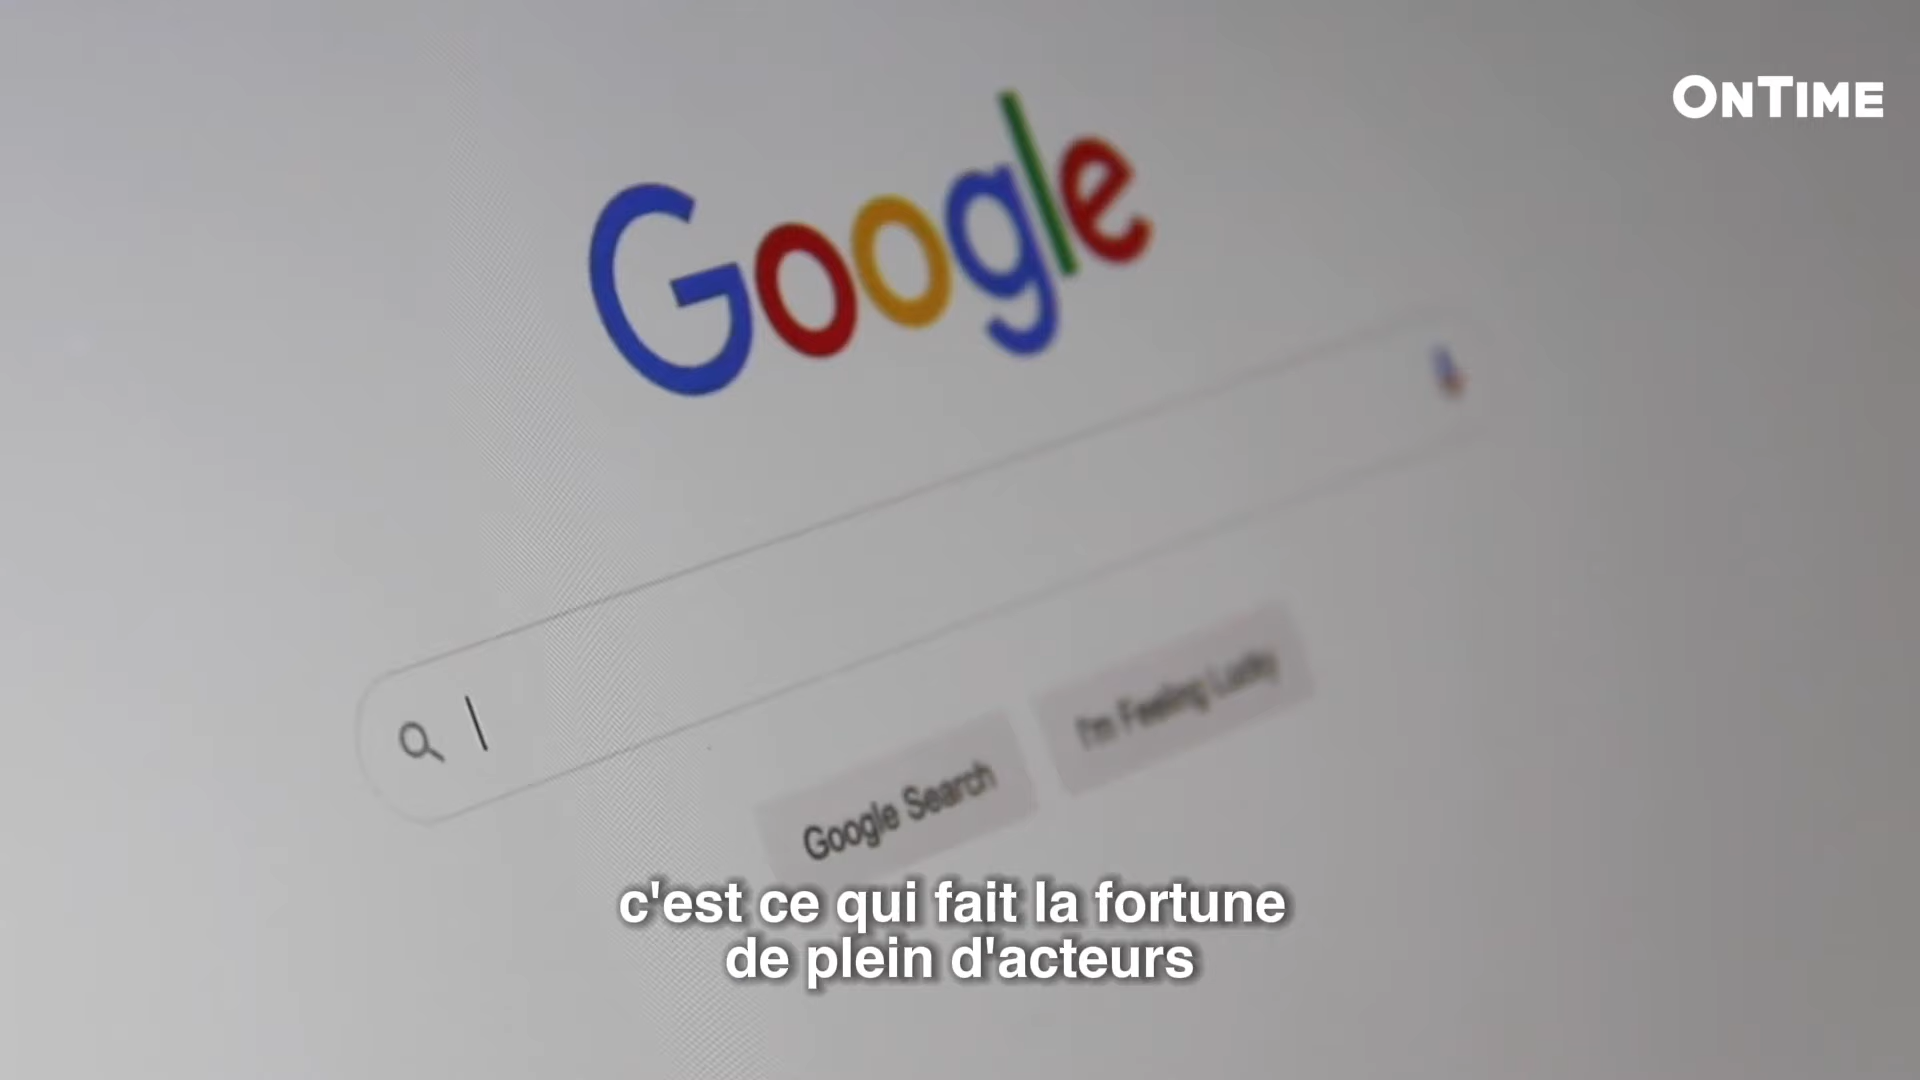 ONTIME
Google
Google Search
I'm Feeling Lucky
c'est ce qui fait la fortune
de plein d'acteurs